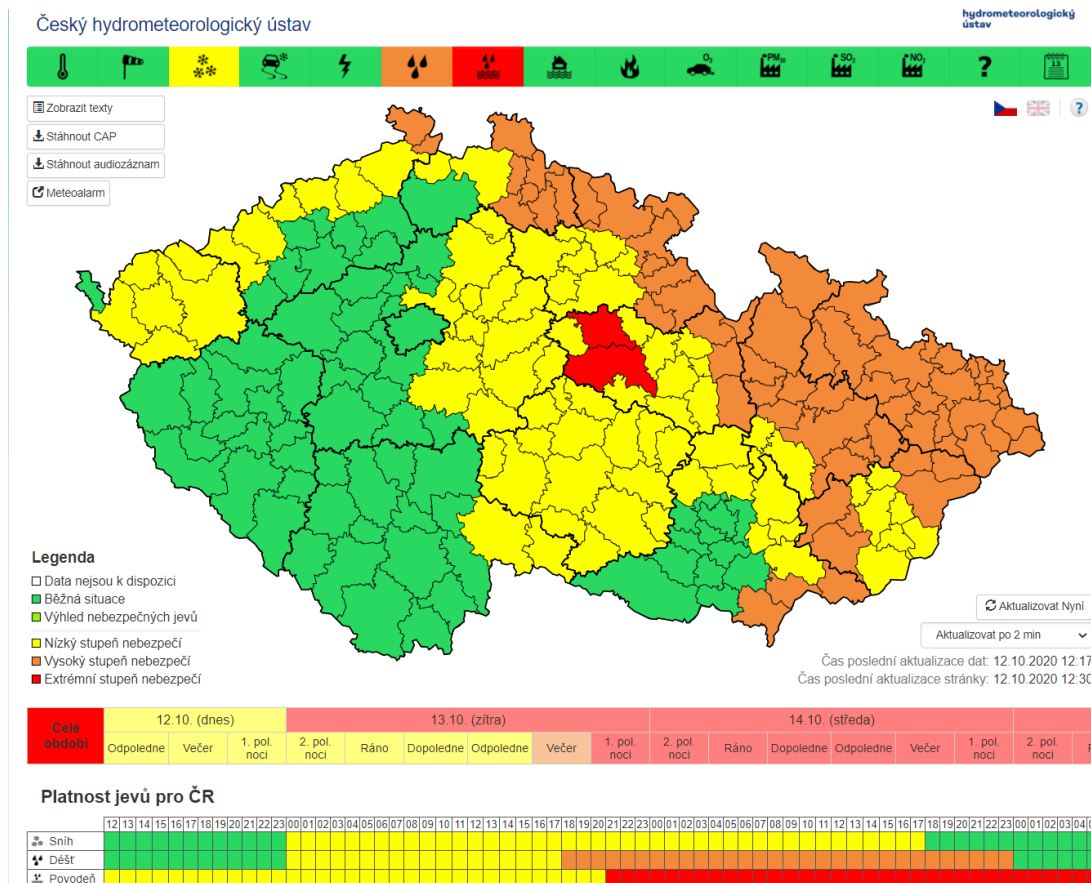 Český hydrometeorologický ústav
hydrometeorologický
ústav
O₃
PM₁₀
SO₂
NO₂
?
13
Zobrazit texty
Stáhnout CAP
Stáhnout audiozáznam
Meteoalarm
?
Legenda
Data nejsou k dispozici
Běžná situace
Výhled nebezpečných jevů
Nízký stupeň nebezpečí
Vysoký stupeň nebezpečí
Extrémní stupeň nebezpečí
Aktualizovat Nyní
Aktualizovat po 2 min
Čas poslední aktualizace dat: 12.10.2020 12:17
Čas poslední aktualizace stránky: 12.10.2020 12:30
Celé období
12.10. (dnes) 13.10. (zítra) 14.10. (středa)
Odpoledne Večer 1. pol. noci 2. pol. noci Ráno Dopoledne Odpoledne Večer 1. pol. noci 2. pol. noci Ráno Dopoledne Odpoledne Večer 1. pol. noci 2. pol. noci
Platnost jevů pro ČR
12 13 14 15 16 17 18 19 20 21 22 23 00 01 02 03 04 05 06 07 08 09 10 11 12 13 14 15 16 17 18 19 20 21 22 23 00 01 02 03 04 05 06 07 08 09 10 11 12 13 14 15 16 17 18 19 20 21 22 23 00 01 02 03 04
Sníh
Déšť
Povodeň